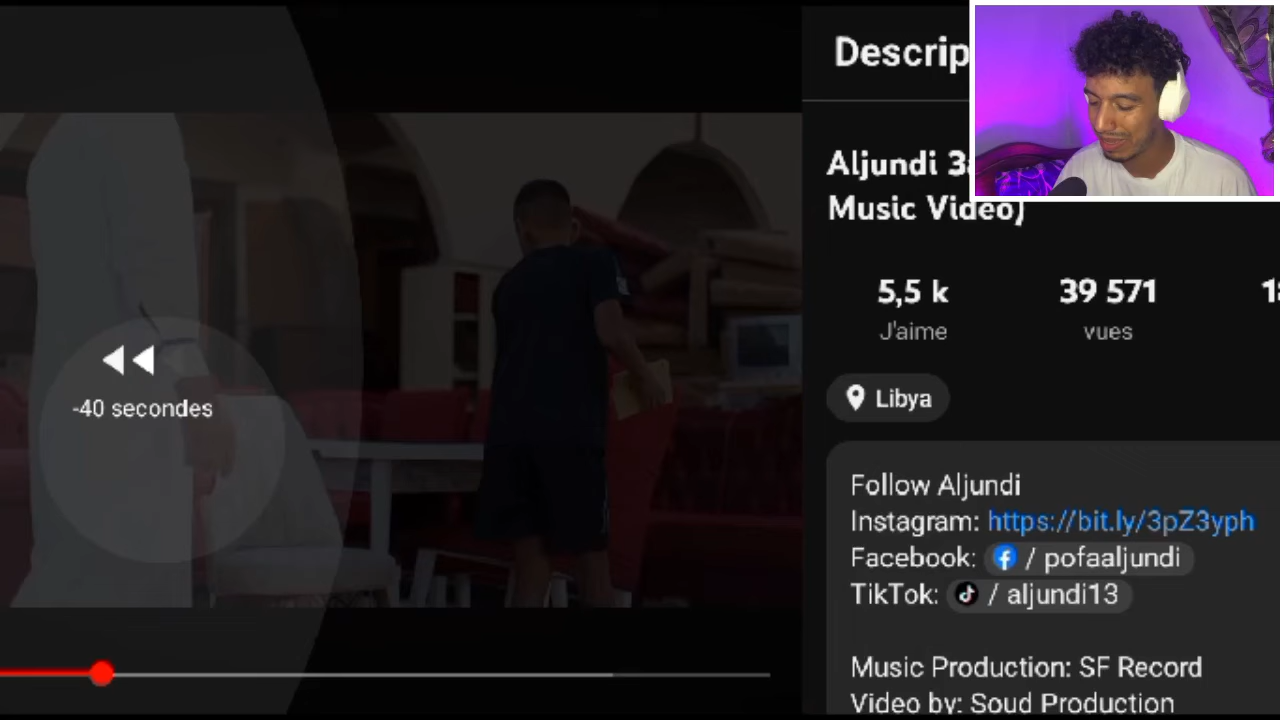 Descrip
Aljundi
Music Video)
5,5 k
J'aime
39 571
vues
Libya
-40 secondes
Follow Aljundi
Instagram: https://bit.ly/3pZ3yph
Facebook: / pofaaljundi
TikTok: / aljundi13
Music Production: SF Record
Video by: Soud Production